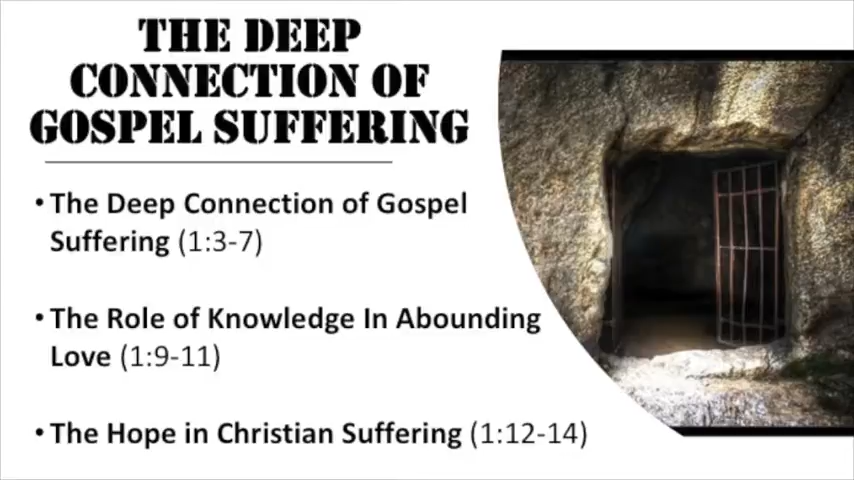 THE DEEP
CONNECTION OF
GOSPEL SUFFERING
• The Deep Connection of Gospel
Suffering (1:3-7)
• The Role of Knowledge In Abounding
Love (1:9-11)
• The Hope in Christian Suffering (1:12-14)